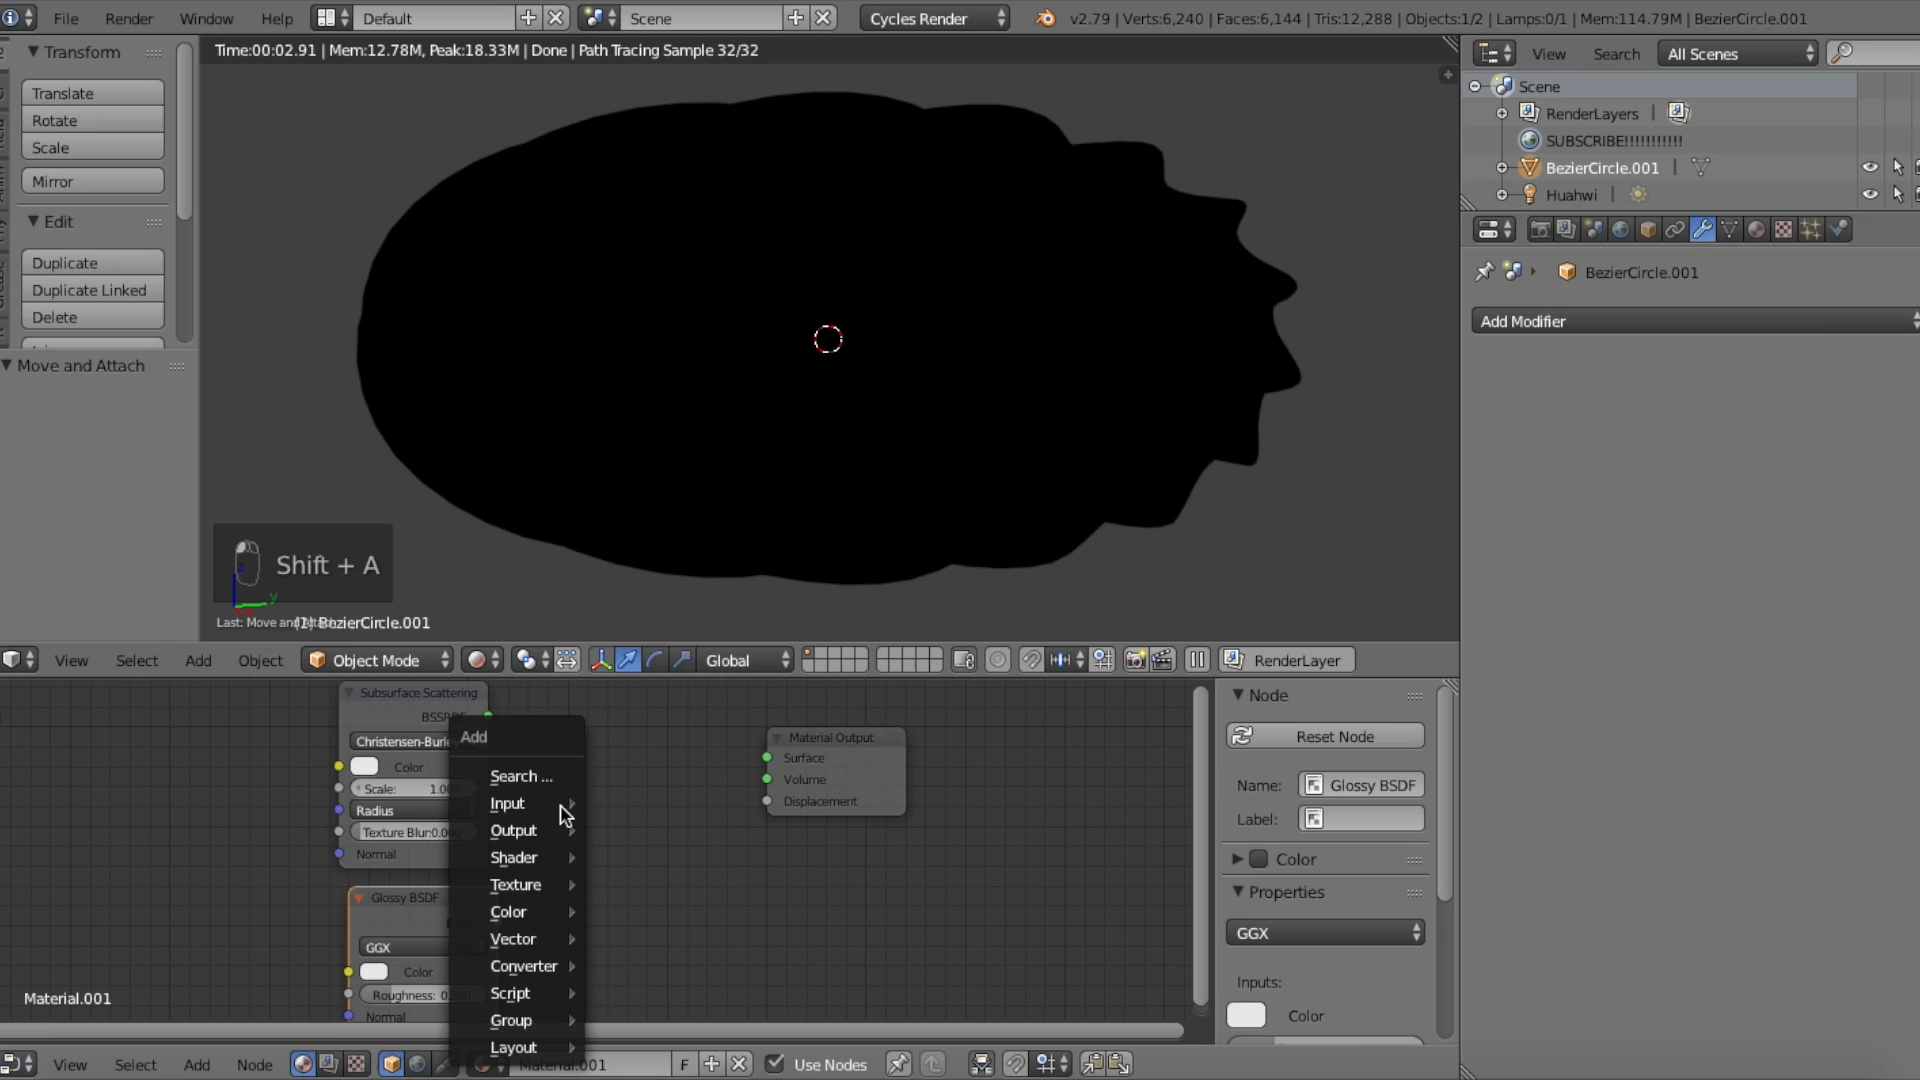 File Render Window Help Default Scene Cycles Render v2.79 | Verts:6,240 | Faces:6,144 | Tris:12,288 | Objects:1/2 | Lamps:0/1 | Mem:114.79M | BezierCircle.001
Time:00:02.91 | Mem:12.78M, Peak:18.33M | Done | Path Tracing Sample 32/32
View Search All Scenes
Transform
Translate
Rotate
Scale
Mirror
Edit
Duplicate
Duplicate Linked
Delete
Move and Attach
Scene
RenderLayers |
SUBSCRIBE!!!!!!!!!!!
BezierCircle.001 |
Huahwi |
BezierCircle.001
Add Modifier
Shift + A
z
y
(1) BezierCircle.001
View Select Add Object Object Mode Global RenderLayer
Subsurface Scattering
Color
Scale:
Radius
Normal
Glossy BSDF
GGX
Color
Roughness:
Normal
Material.001
Add
Search ...
Input
Output
Shader
Texture
Color
Vector
Converter
Script
Group
Layout
Material Output
Surface
Volume
Displacement
Node
Reset Node
Name: Glossy BSDF
Label:
Color
Properties
GGX
Inputs:
Color
View Select Add Node Material.001 F Use Nodes